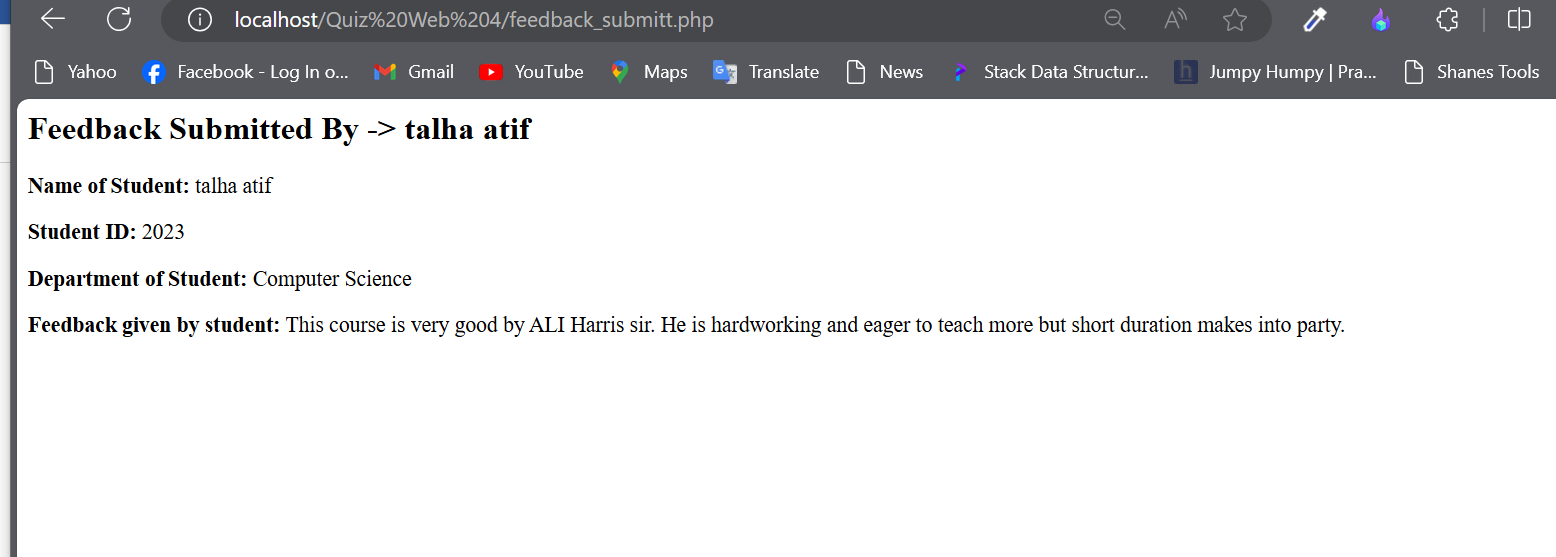 localhost/Quiz%20Web%204/feedback_submitt.php
Yahoo Facebook - Log In o... Gmail YouTube Maps Translate News Stack Data Structur... Jumpy Humpy | Pra... Shanes Tools
Feedback Submitted By -> talha atif
Name of Student: talha atif
Student ID: 2023
Department of Student: Computer Science
Feedback given by student: This course is very good by ALI Harris sir. He is hardworking and eager to teach more but short duration makes into party.